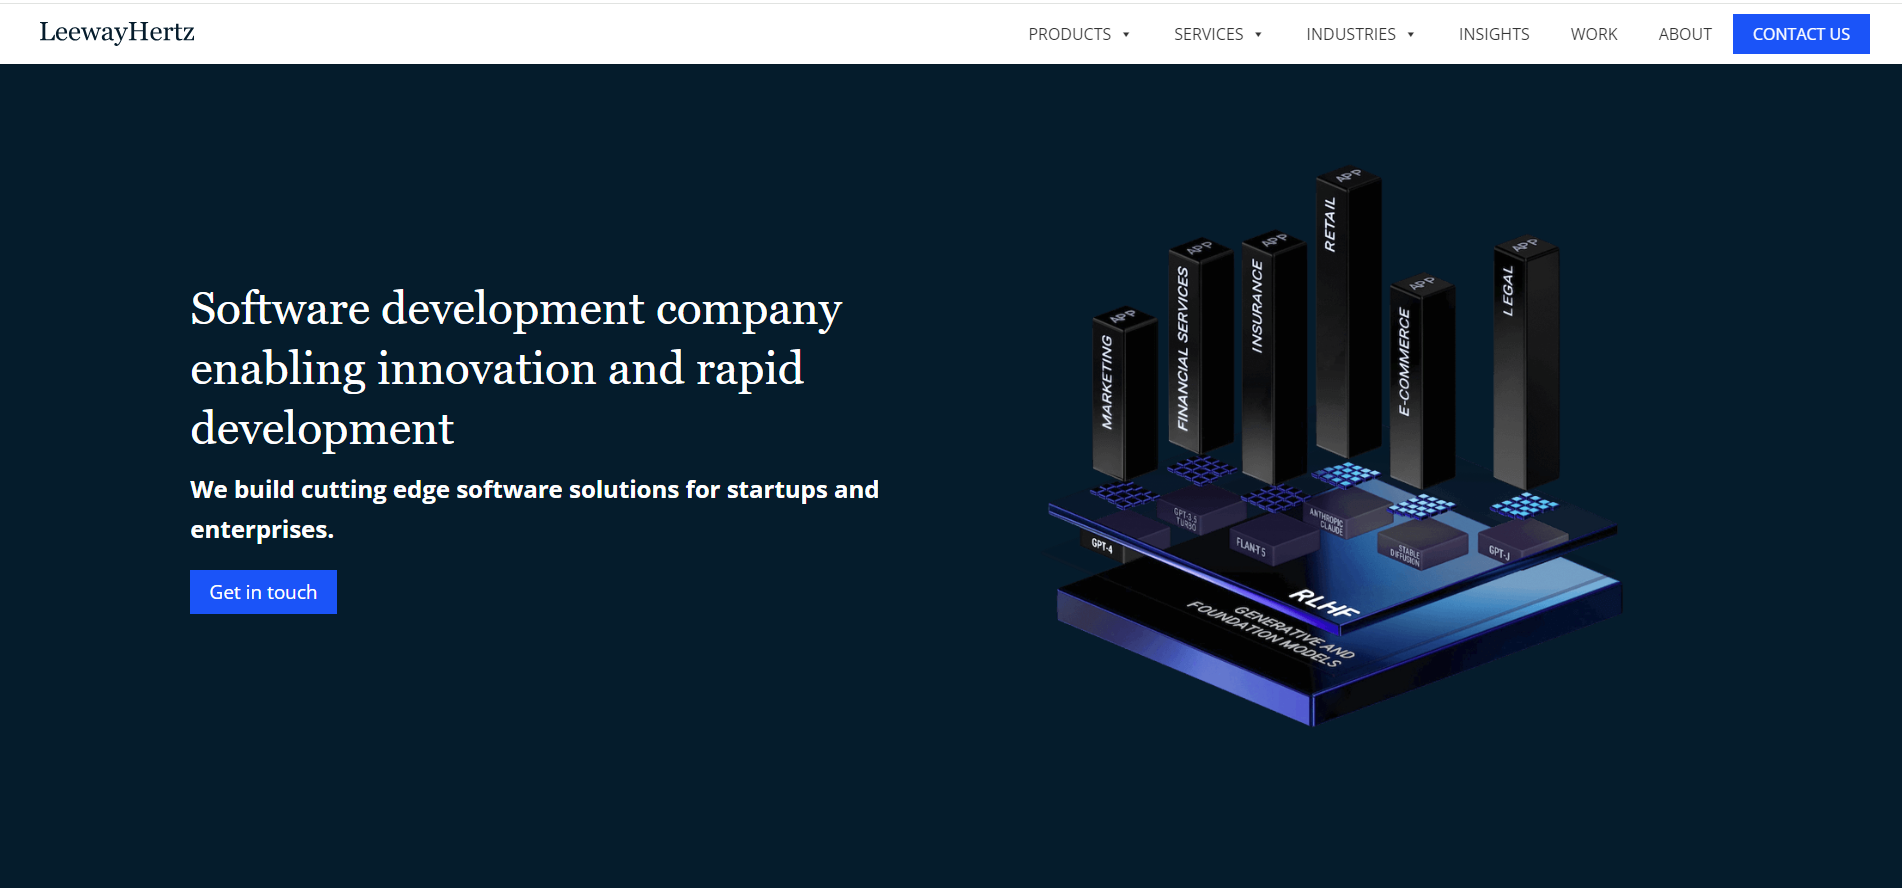 LeewayHertz
PRODUCTS
SERVICES
INDUSTRIES
INSIGHTS
WORK
ABOUT
CONTACT US
Software development company
enabling innovation and rapid
development
We build cutting edge software solutions for startups and
enterprises.
Get in touch
APP
MARKETING
APP
FINANCIAL SERVICES
APP
INSURANCE
APP
RETAIL
APP
E-COMMERCE
APP
LEGAL
GPT-4
GPT-3.5
TURBO
FLAN-T5
ANTHROPIC
CLAUDE
STABLE
DIFFUSION
GPT-J
RLHF
GENERATIVE AND
FOUNDATION MODELS